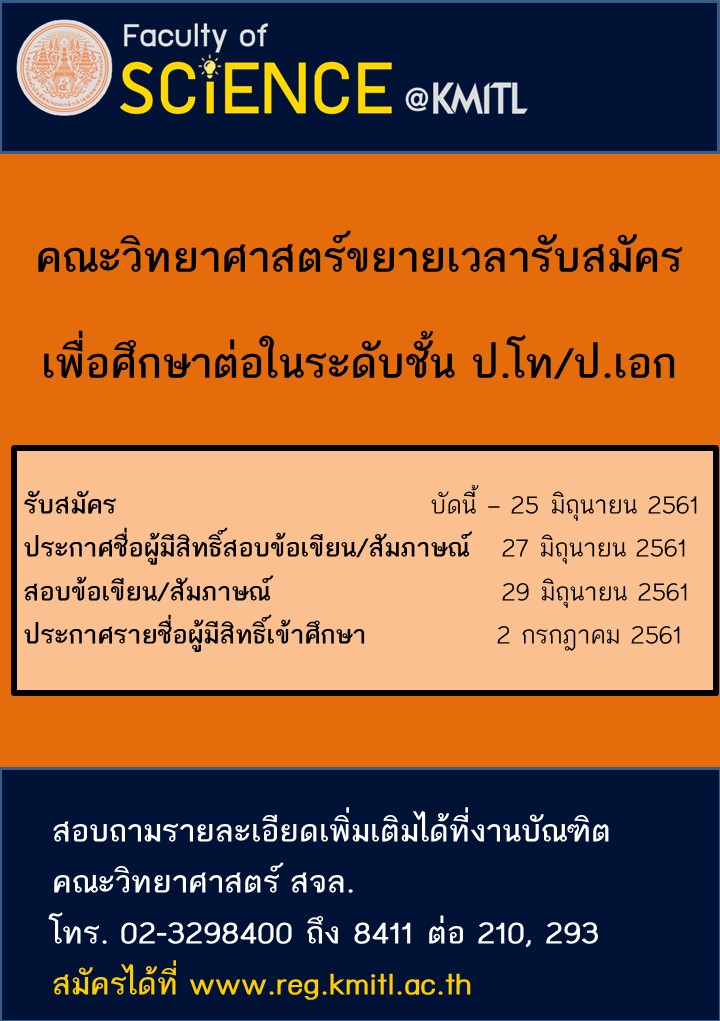 Faculty of
SCiENCE @KMITL
คณะวิทยาศาสตร์ขยายเวลารับสมัคร
เพื่อศึกษาต่อในระดับชั้น ป.โท/ป.เอก
รับสมัคร บัดนี้ – 25 มิถุนายน 2561
ประกาศชื่อผู้มีสิทธิ์สอบข้อเขียน/สัมภาษณ์ 27 มิถุนายน 2561
สอบข้อเขียน/สัมภาษณ์ 29 มิถุนายน 2561
ประกาศรายชื่อผู้มีสิทธิ์เข้าศึกษา 2 กรกฎาคม 2561
สอบถามรายละเอียดเพิ่มเติมได้ที่งานบัณฑิต
คณะวิทยาศาสตร์ สจล.
โทร. 02-3298400 ถึง 8411 ต่อ 210, 293
สมัครได้ที่ www.reg.kmitl.ac.th